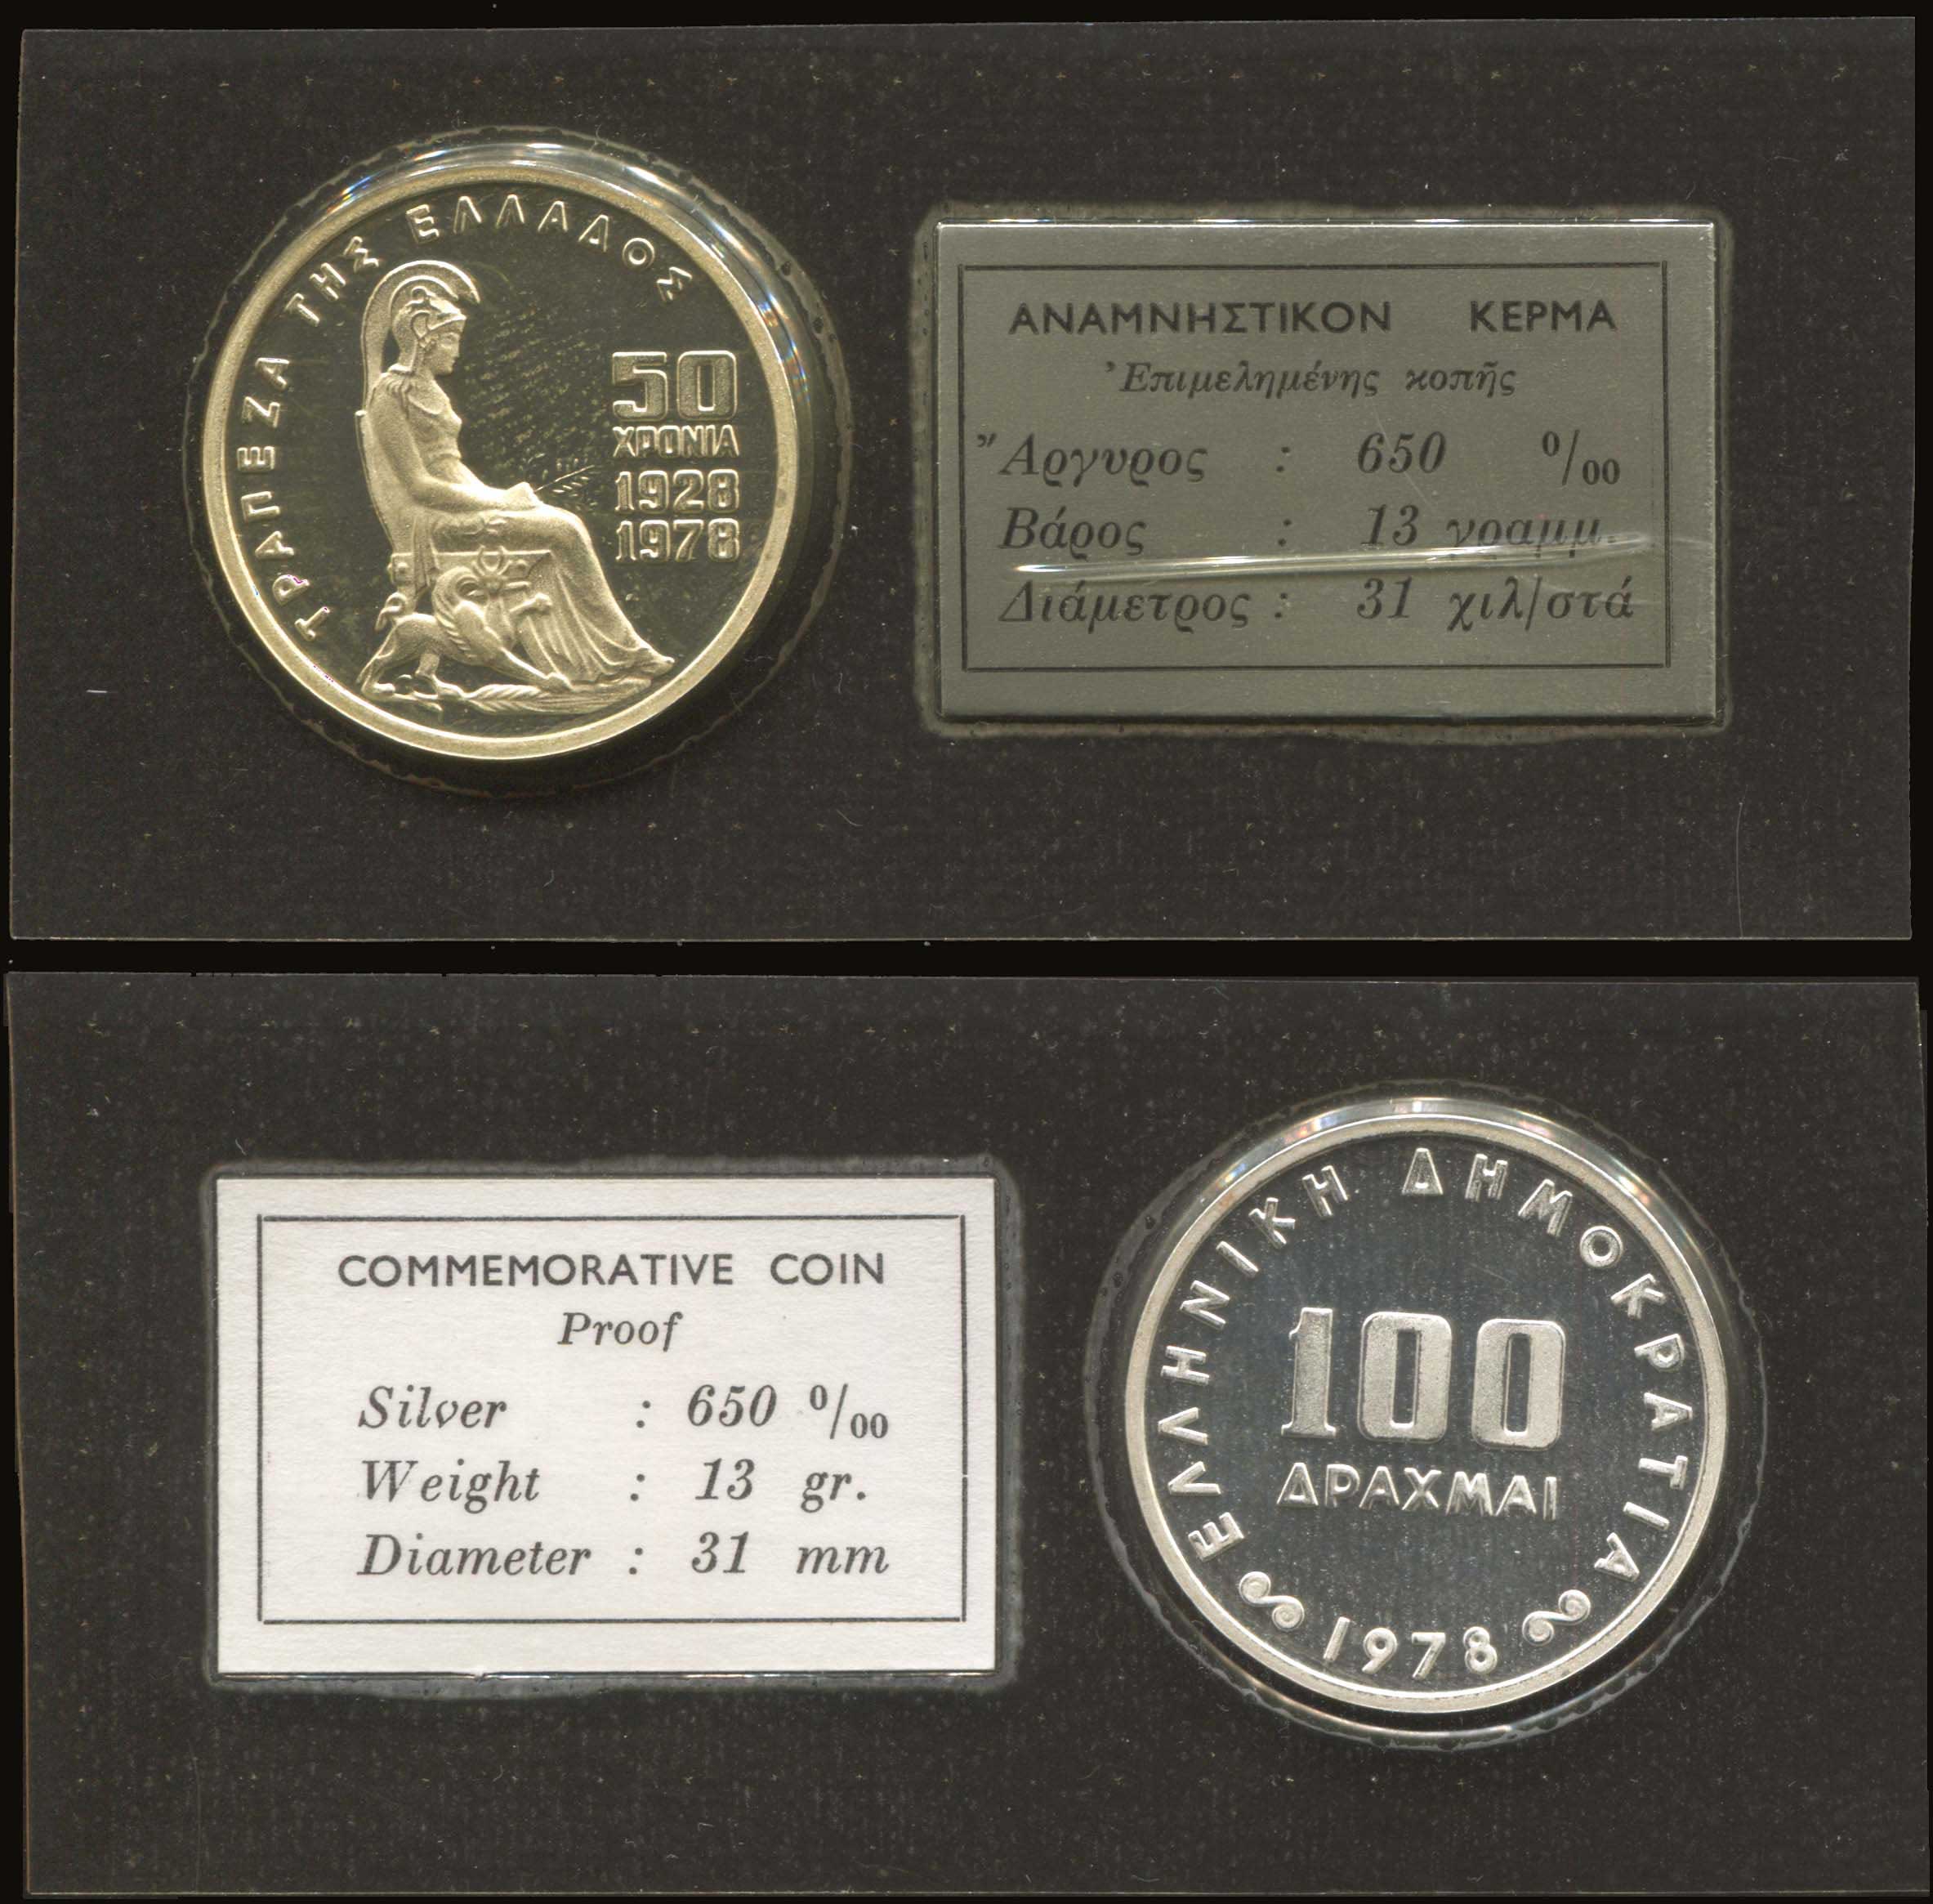 ΤΡΑΠΕΖΑ ΤΗΣ ΕΛΛΑΔΟΣ
50
ΧΡΟΝΙΑ
1928
1978
ΑΝΑΜΝΗΣΤΙΚΟΝ ΚΕΡΜΑ
Ἐπιμελημένης κοπῆς
Ἄργυρος : 650 0/00
Βάρος : 13 γραμμ.
Διάμετρος : 31 χιλ/στά
COMMEMORATIVE COIN
Proof
Silver : 650 0/00
Weight : 13 gr.
Diameter : 31 mm
ΕΛΛΗΝΙΚΗ ΔΗΜΟΚΡΑΤΙΑ
100
ΔΡΑΧΜΑΙ
1978